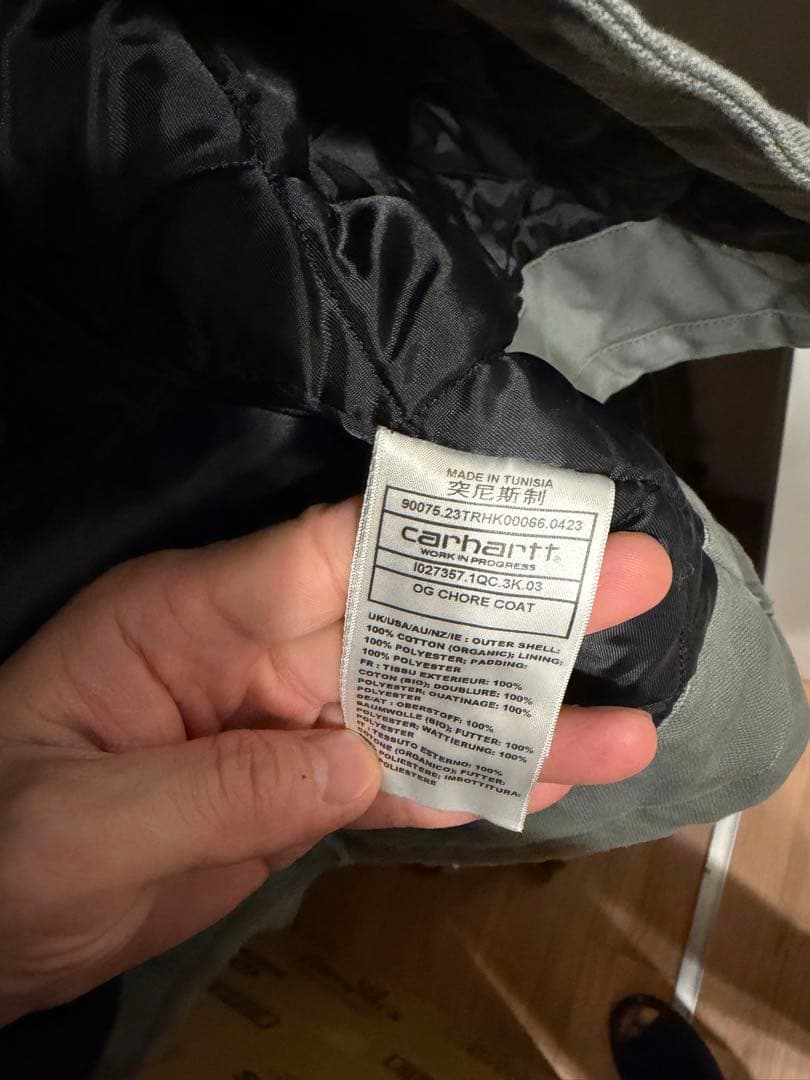 MADE IN TUNISIA
突尼斯制
90075.23TRHK00066.0423
carhartt®
WORK IN PROGRESS
I027357.1QC.3K.03
OG CHORE COAT
UK/USA/AU/NZ/IE : OUTER SHELL:
100% COTTON (ORGANIC); LINING:
100% POLYESTER; PADDING:
100% POLYESTER
FR : TISSU EXTERIEUR: 100%
COTON (BIO); DOUBLURE: 100%
POLYESTER; OUATINAGE: 100%
POLYESTER
DE/AT : OBERSTOFF: 100%
BAUMWOLLE (BIO); FUTTER: 100%
POLYESTER; WATTIERUNG: 100%
POLYESTER
IT : TESSUTO ESTERNO: 100%
COTONE (ORGANICO); FUTTER:
POLIESTERE; IMBOTTITURA:
POLIESTERE